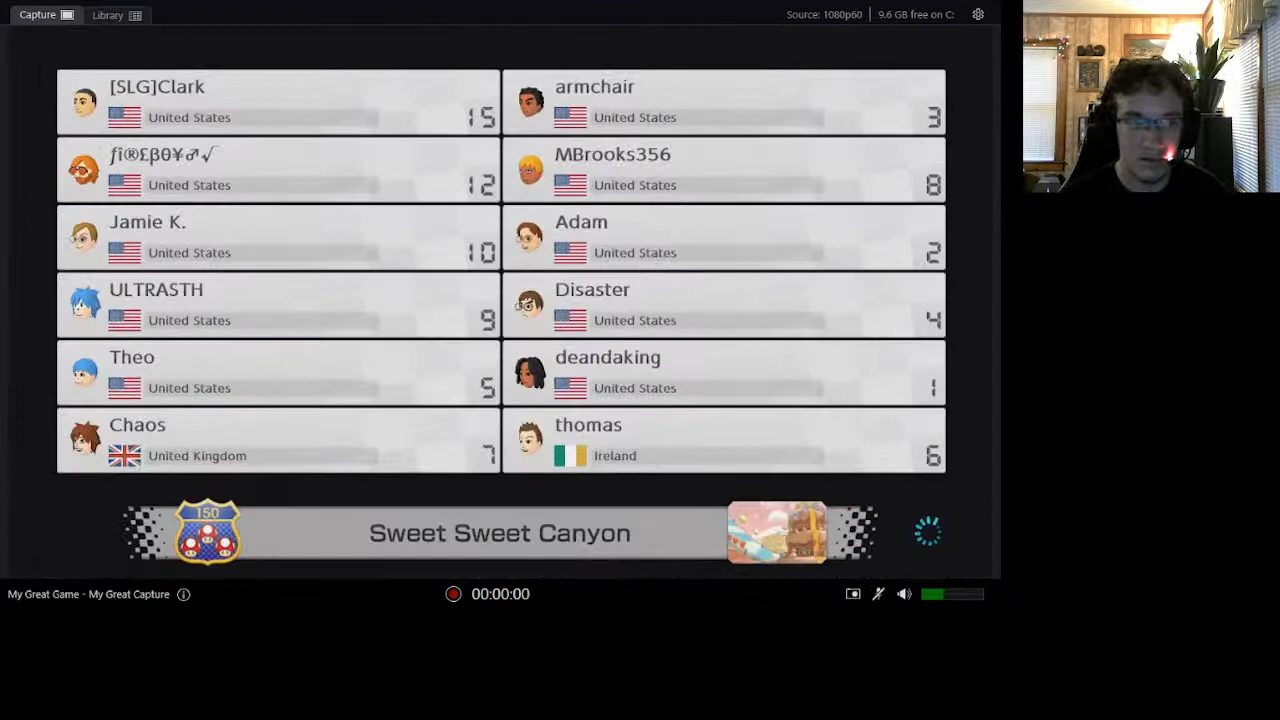 Capture
Library
Source: 1080p60
9.6 GB free on C:
[SLG]Clark
United States 15
ƒî®£βθ¥♂√
United States 12
Jamie K.
United States 10
ULTRASTH
United States 9
Theo
United States 5
Chaos
United Kingdom 7
armchair
United States 3
MBrooks356
United States 8
Adam
United States 2
Disaster
United States 4
deandaking
United States 1
thomas
Ireland 6
150
Sweet Sweet Canyon
My Great Game - My Great Capture
00:00:00